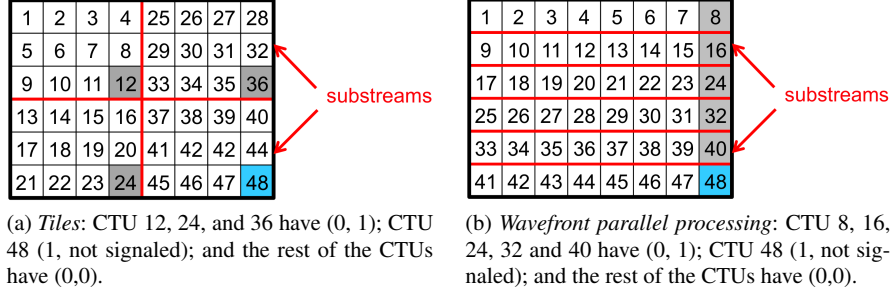 1 2 3 4 25 26 27 28
5 6 7 8 29 30 31 32
9 10 11 12 33 34 35 36
13 14 15 16 37 38 39 40
17 18 19 20 41 42 42 44
21 22 23 24 45 46 47 48
substreams
(a) Tiles: CTU 12, 24, and 36 have (0, 1); CTU
48 (1, not signaled); and the rest of the CTUs
have (0,0).
1 2 3 4 5 6 7 8
9 10 11 12 13 14 15 16
17 18 19 20 21 22 23 24
25 26 27 28 29 30 31 32
33 34 35 36 37 38 39 40
41 42 43 44 45 46 47 48
substreams
(b) Wavefront parallel processing: CTU 8, 16,
24, 32 and 40 have (0, 1); CTU 48 (1, not sig-
naled); and the rest of the CTUs have (0,0).